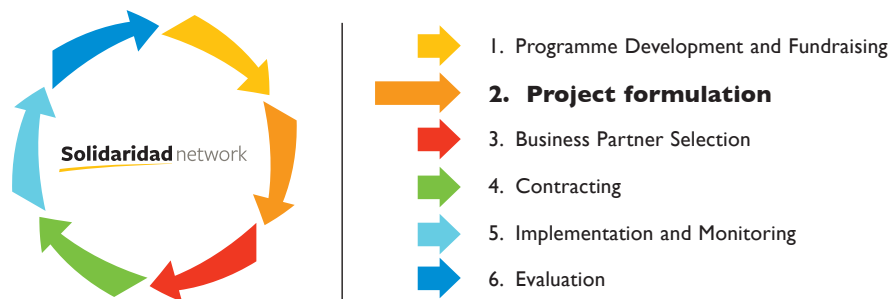 Solidaridad network
1. Programme Development and Fundraising
2. Project formulation
3. Business Partner Selection
4. Contracting
5. Implementation and Monitoring
6. Evaluation